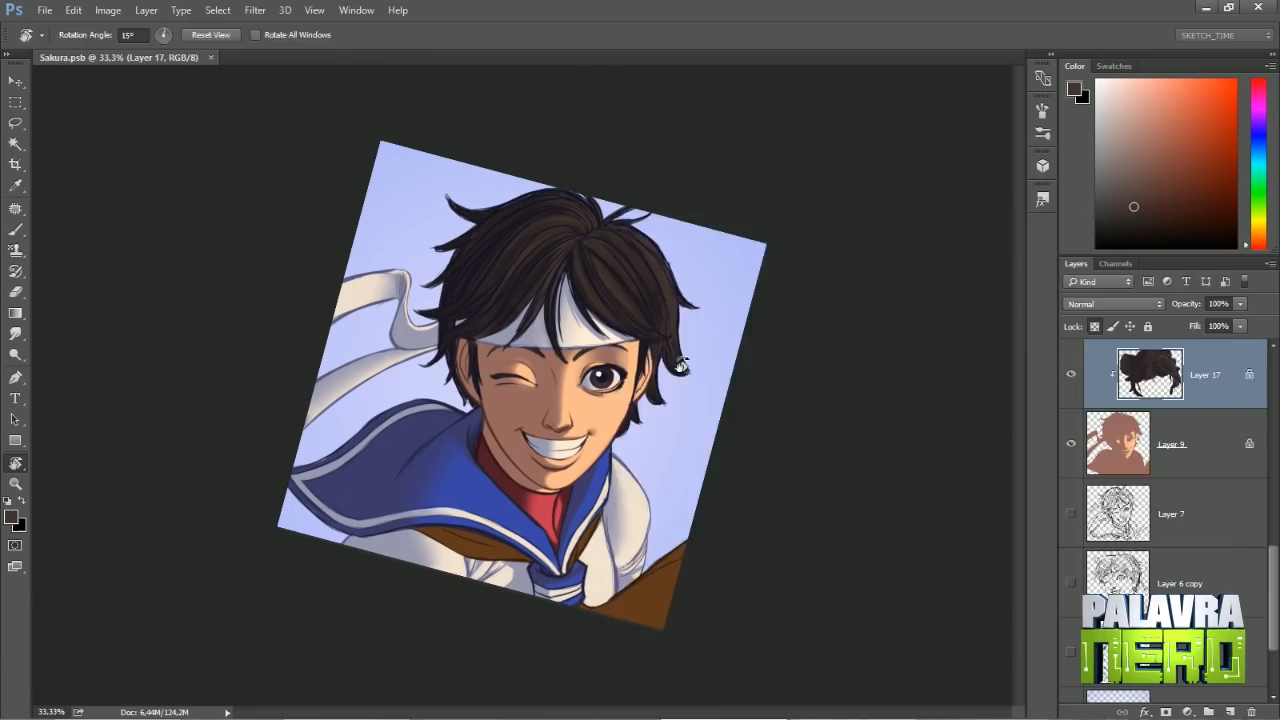 Ps File Edit Image Layer Type Select Filter 3D View Window Help
Rotation Angle: 15° Reset View Rotate All Windows SKETCH_TIME
Sakura.psb @ 33,3% (Layer 17, RGB/8) ×
Color Swatches
Layers Channels
Kind
Normal Opacity: 100%
Lock: Fill: 100%
Layer 17
Layer 9
Layer 7
Layer 6 copy
PALAVRA
NERD
33,33% Doc: 6,44M/124,2M